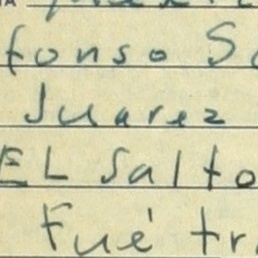 fonso S
Juarez
EL Salto
Fué tr